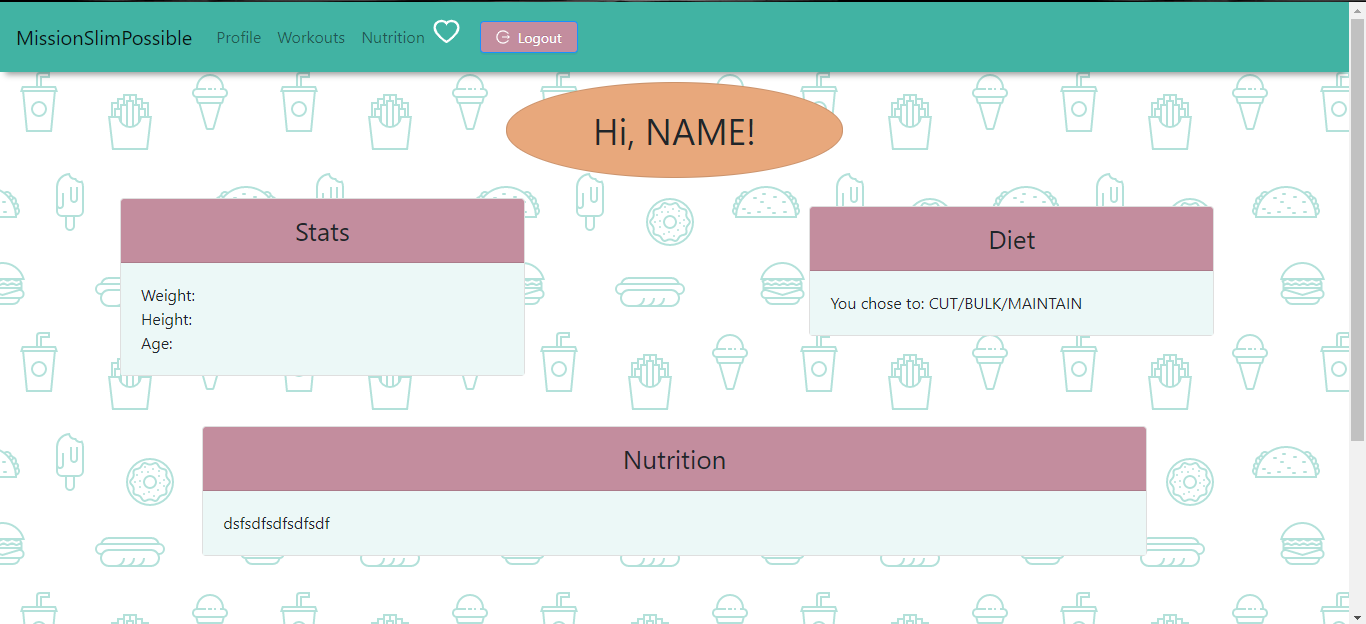 MissionSlimPossible Profile Workouts Nutrition Logout
Hi, NAME!
Stats
Weight:
Height:
Age:
Diet
You chose to: CUT/BULK/MAINTAIN
Nutrition
dsfsdfsdfsdfsdf